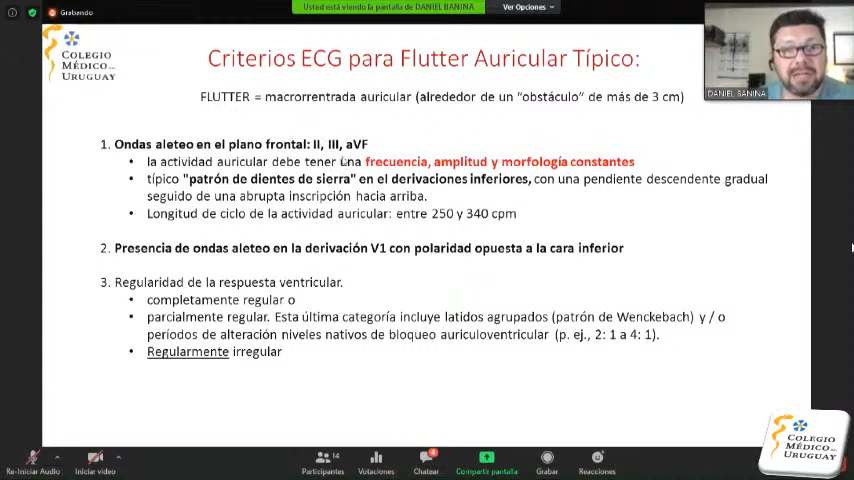 Grabando
Usted está viendo la pantalla de DANIEL BANINA
Ver Opciones
COLEGIO
MÉDICO
URUGUAY
Criterios ECG para Flutter Auricular Típico:
DANIEL BANINA
FLUTTER = macrorrentrada auricular (alrededor de un “obstáculo” de más de 3 cm)
1. Ondas aleteo en el plano frontal: II, III, aVF
• la actividad auricular debe tener una frecuencia, amplitud y morfología constantes
• típico "patrón de dientes de sierra" en el derivaciones inferiores, con una pendiente descendente gradual
seguido de una abrupta inscripción hacia arriba.
• Longitud de ciclo de la actividad auricular: entre 250 y 340 cpm
2. Presencia de ondas aleteo en la derivación V1 con polaridad opuesta a la cara inferior
3. Regularidad de la respuesta ventricular.
• completamente regular o
• parcialmente regular. Esta última categoría incluye latidos agrupados (patrón de Wenckebach) y / o
períodos de alteración niveles nativos de bloqueo auriculoventricular (p. ej., 2: 1 a 4: 1).
• Regularmente irregular
COLEGIO
MÉDICO
URUGUAY
Re-Iniciar Audio
Iniciar video
14
Participantes
Votaciones
4
Chatear
Compartir pantalla
Grabar
Reacciones